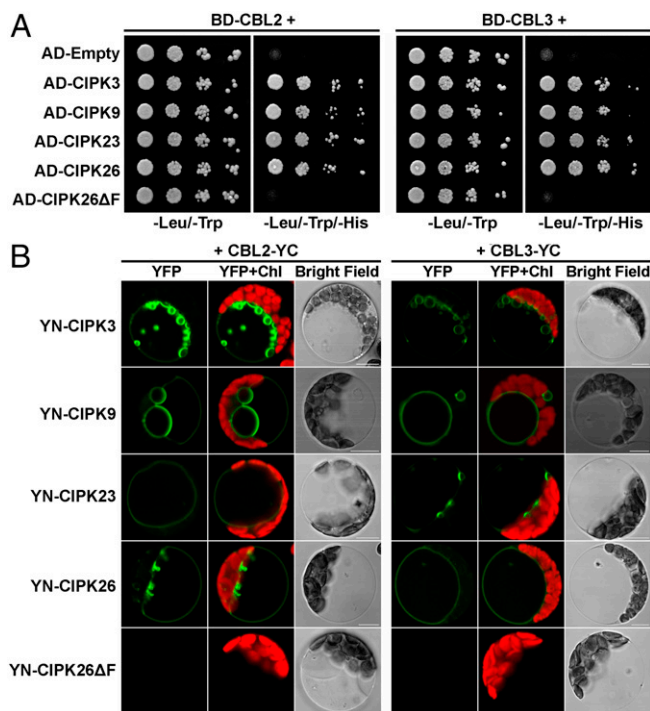 A
BD-CBL2 +
BD-CBL3 +
AD-Empty
AD-CIPK3
AD-CIPK9
AD-CIPK23
AD-CIPK26
AD-CIPK26ΔF
-Leu/-Trp
-Leu/-Trp/-His
-Leu/-Trp
-Leu/-Trp/-His
B
+ CBL2-YC
+ CBL3-YC
YFP
YFP+Chl
Bright Field
YFP
YFP+Chl
Bright Field
YN-CIPK3
YN-CIPK9
YN-CIPK23
YN-CIPK26
YN-CIPK26ΔF